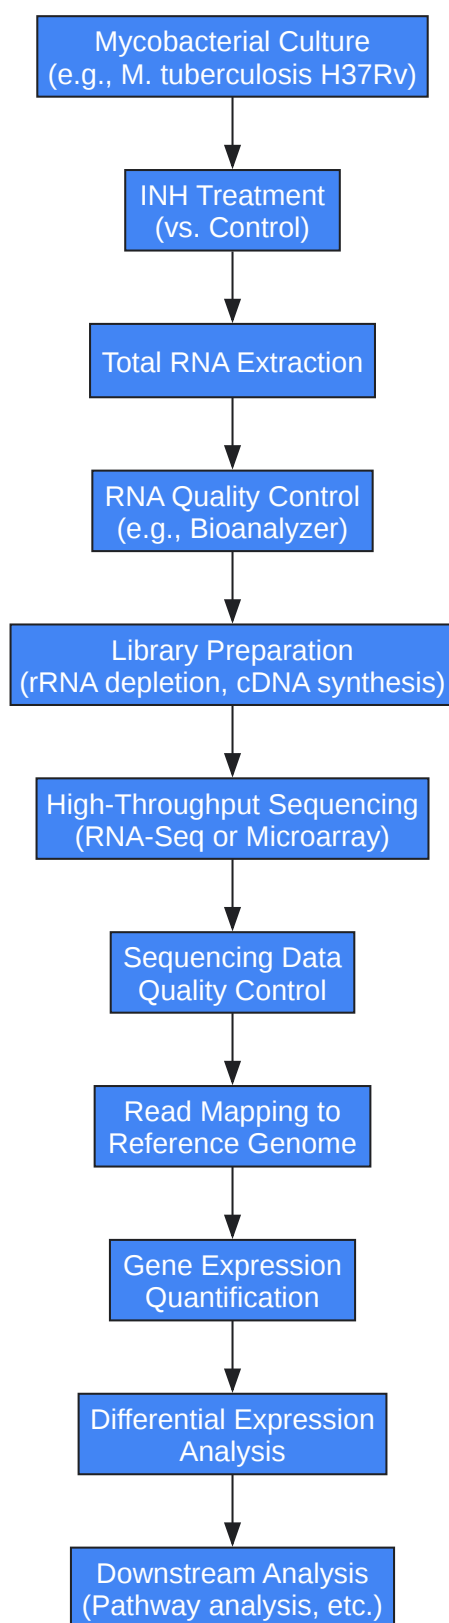 Mycobacterial Culture
(e.g., M. tuberculosis H37Rv)
INH Treatment
(vs. Control)
Total RNA Extraction
RNA Quality Control
(e.g., Bioanalyzer)
Library Preparation
(rRNA depletion, cDNA synthesis)
High-Throughput Sequencing
(RNA-Seq or Microarray)
Sequencing Data
Quality Control
Read Mapping to
Reference Genome
Gene Expression
Quantification
Differential Expression
Analysis
Downstream Analysis
(Pathway analysis, etc.)